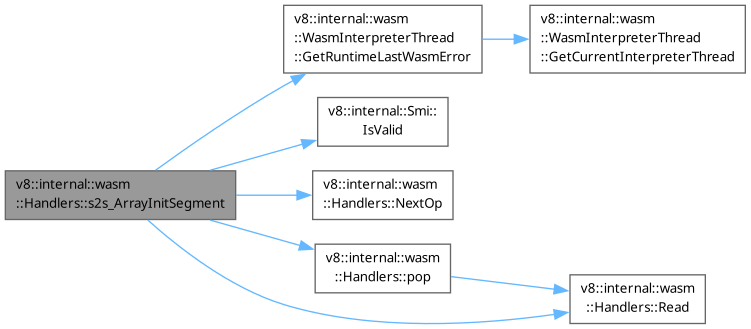 v8::internal::wasm
::WasmInterpreterThread
::GetRuntimeLastWasmError
v8::internal::wasm
::WasmInterpreterThread
::GetCurrentInterpreterThread
v8::internal::Smi::
IsValid
v8::internal::wasm
::Handlers::s2s_ArrayInitSegment
v8::internal::wasm
::Handlers::NextOp
v8::internal::wasm
::Handlers::pop
v8::internal::wasm
::Handlers::Read